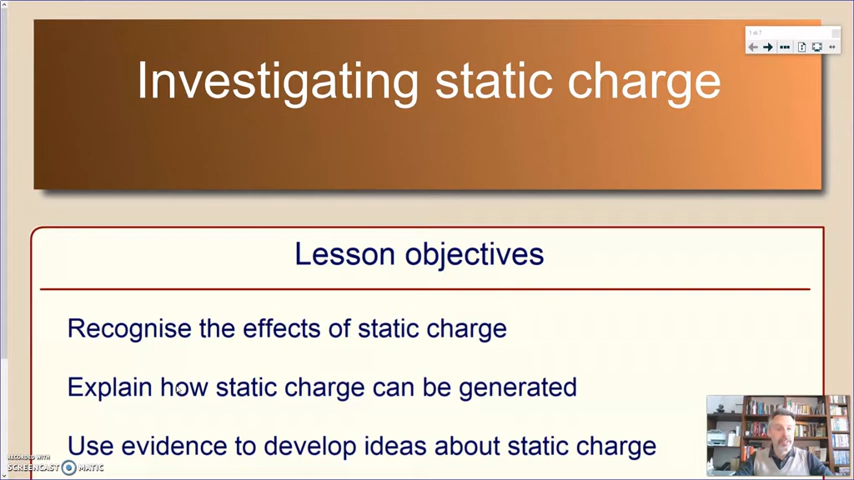 Investigating static charge
Lesson objectives
Recognise the effects of static charge
Explain how static charge can be generated
Use evidence to develop ideas about static charge
RECORDED WITH
SCREENCAST MATIC